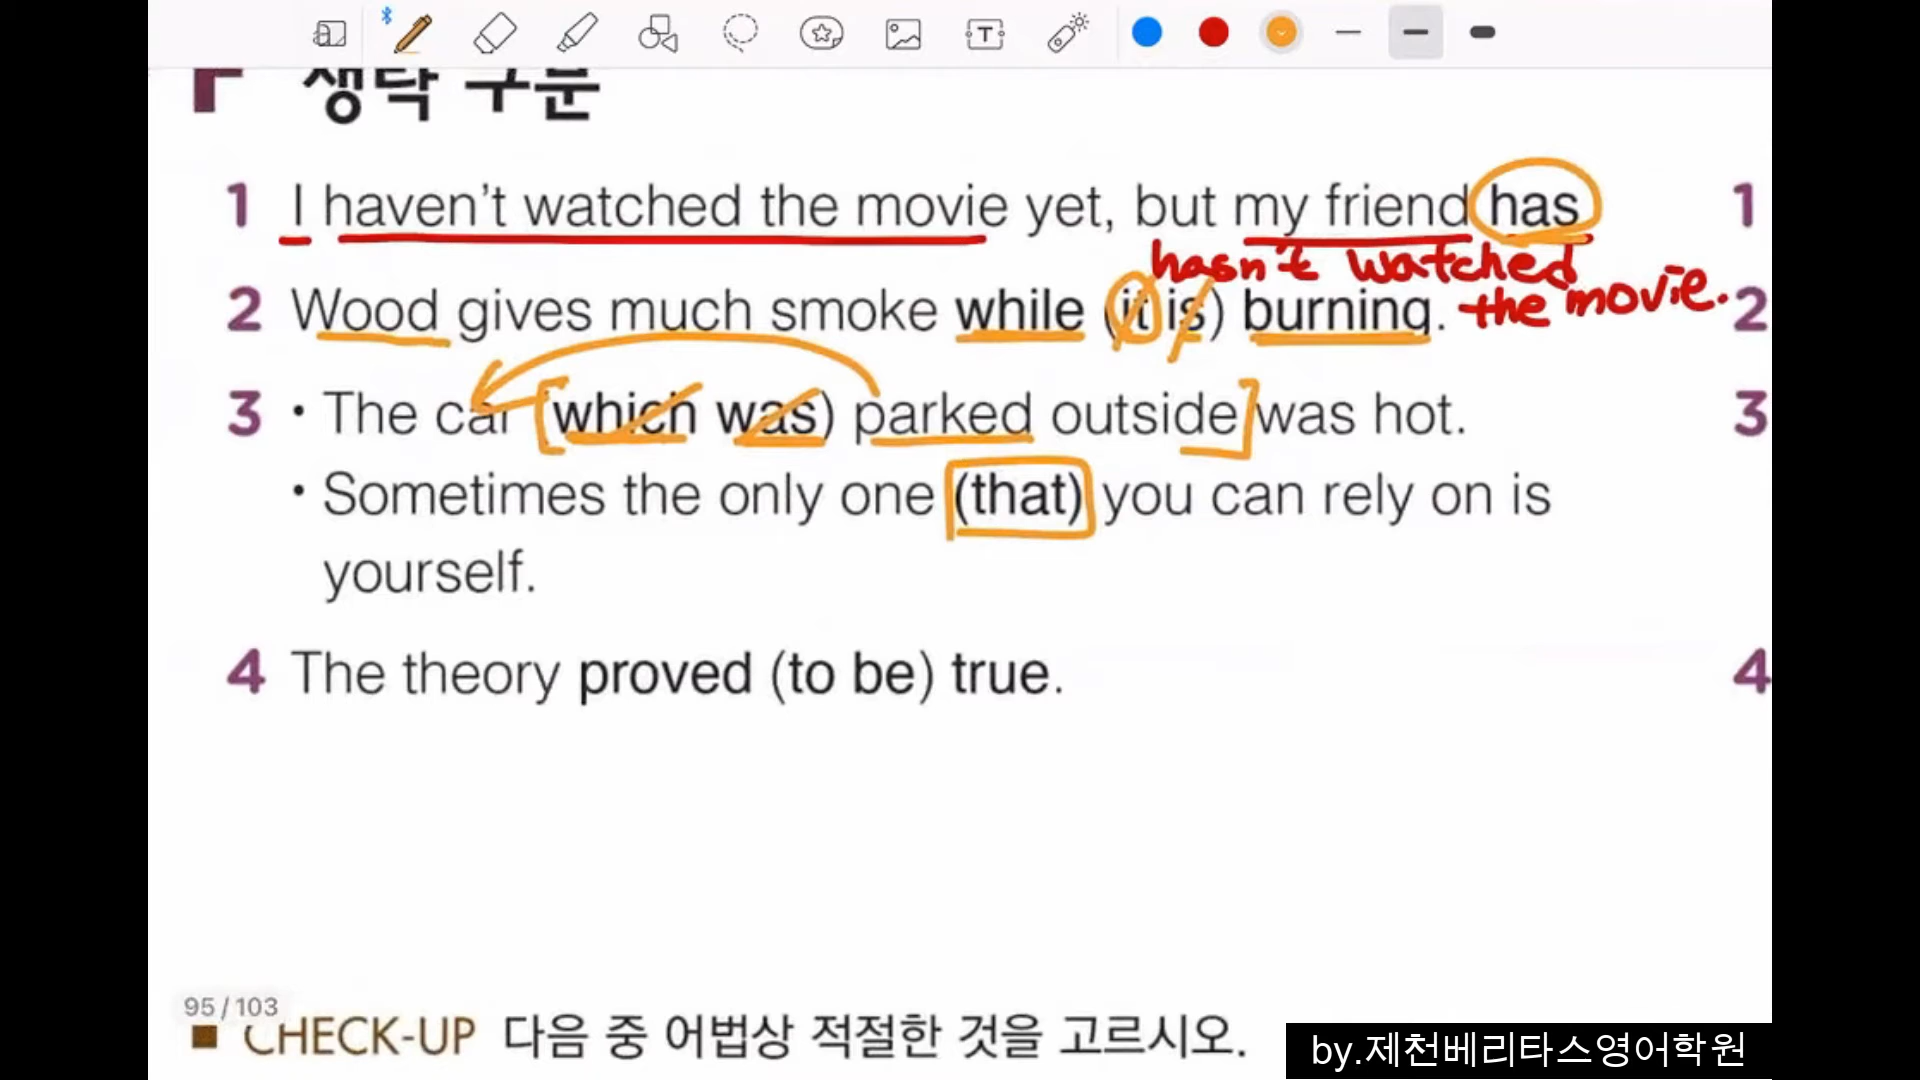 생략 구문
1 I haven't watched the movie yet, but my friend has 1
hasn't watched
the movie.
2 Wood gives much smoke while (it is) burning. 2
3 • The car (which was) parked outside was hot. 3
• Sometimes the only one (that) you can rely on is
yourself.
4 The theory proved (to be) true. 4
95 / 103
■ CHECK-UP 다음 중 어법상 적절한 것을 고르시오.
by.제천베리타스영어학원